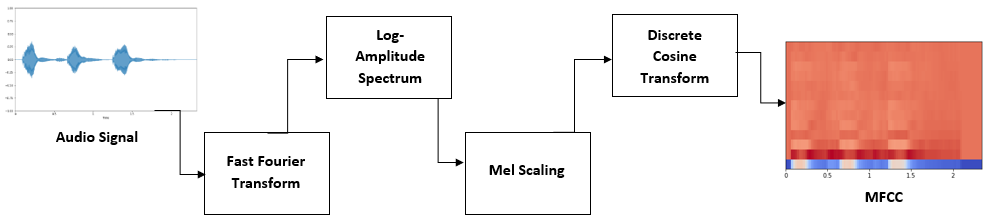 Audio Signal
Fast Fourier
Transform
Log-
Amplitude
Spectrum
Mel Scaling
Discrete
Cosine
Transform
0 0.5 1 1.5 2
MFCC